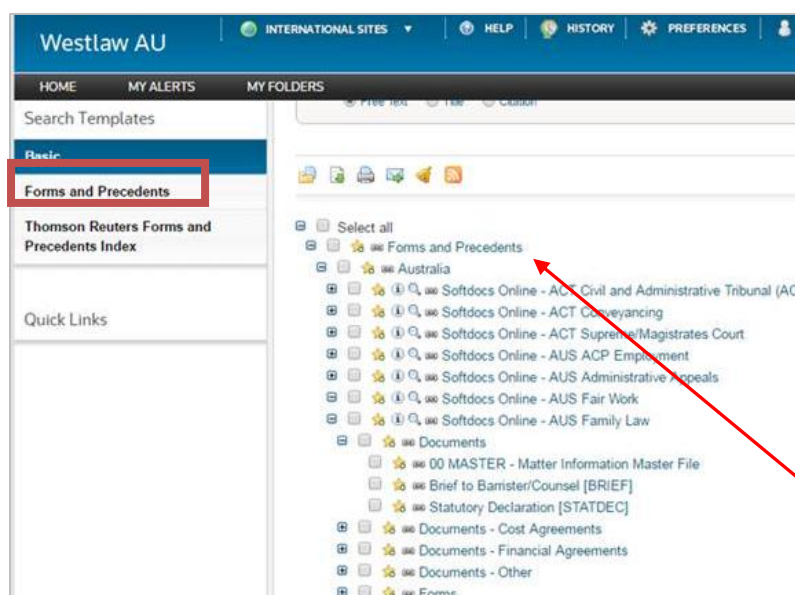 Westlaw AU
INTERNATIONAL SITES
HELP
HISTORY
PREFERENCES
HOME
MY ALERTS
MY FOLDERS
Free Text
Title
Citation
Search Templates
Basic
Forms and Precedents
Thomson Reuters Forms and
Precedents Index
Quick Links
Select all
Forms and Precedents
Australia
Softdocs Online - ACT Civil and Administrative Tribunal (AC
Softdocs Online - ACT Conveyancing
Softdocs Online - ACT Supreme/Magistrates Court
Softdocs Online - AUS ACP Employment
Softdocs Online - AUS Administrative Appeals
Softdocs Online - AUS Fair Work
Softdocs Online - AUS Family Law
Documents
00 MASTER - Matter Information Master File
Brief to Barrister/Counsel [BRIEF]
Statutory Declaration [STATDEC]
Documents - Cost Agreements
Documents - Financial Agreements
Documents - Other
Forms